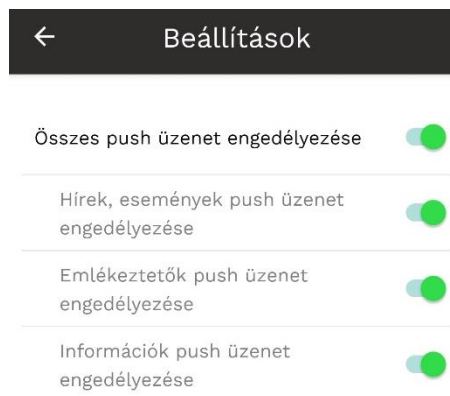 Beállítások
Összes push üzenet engedélyezése
Hírek, események push üzenet
engedélyezése
Emlékeztetők push üzenet
engedélyezése
Információk push üzenet
engedélyezése